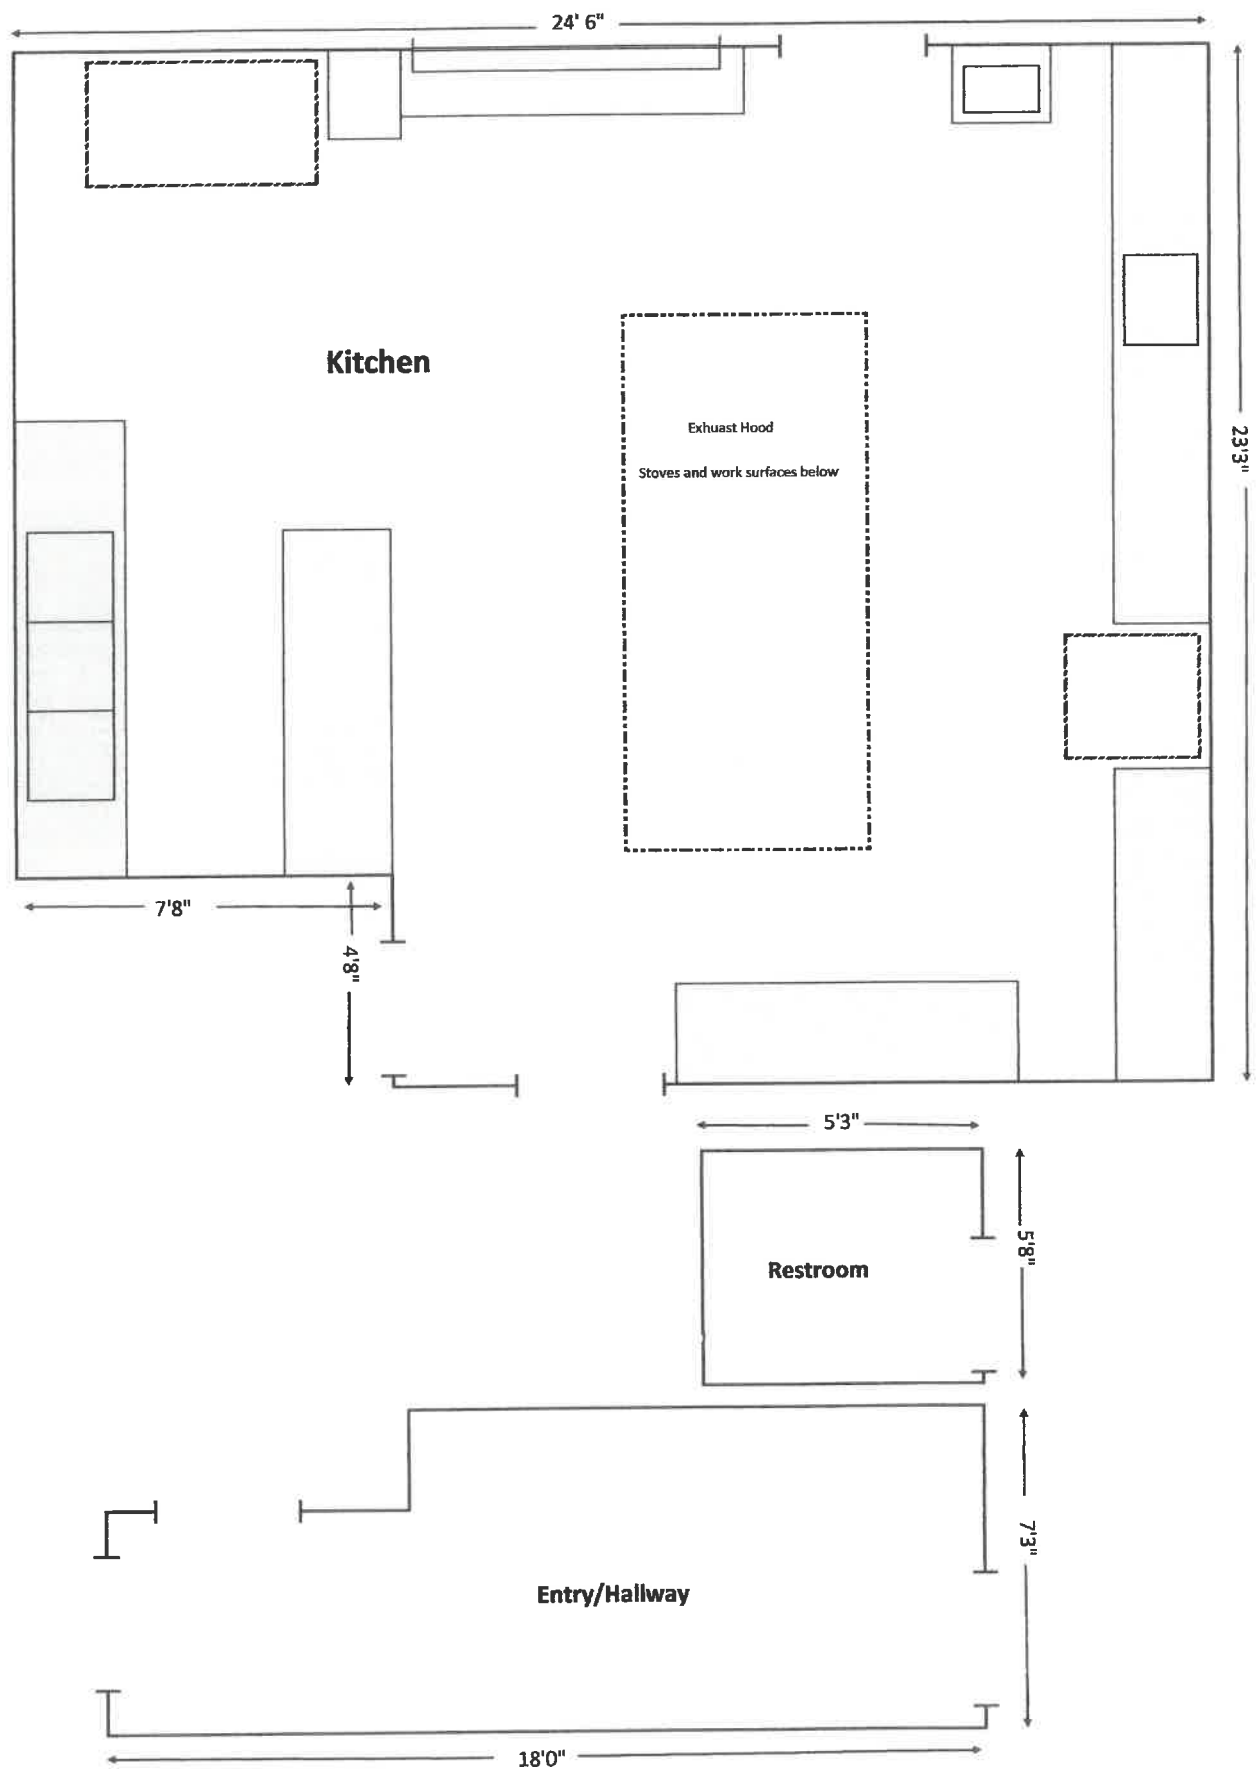 24' 6"
Kitchen
Exhuast Hood
Stoves and work surfaces below
23'3"
7'8"
4'8"
5'3"
5'8"
Restroom
7'3"
Entry/Hallway
18'0"